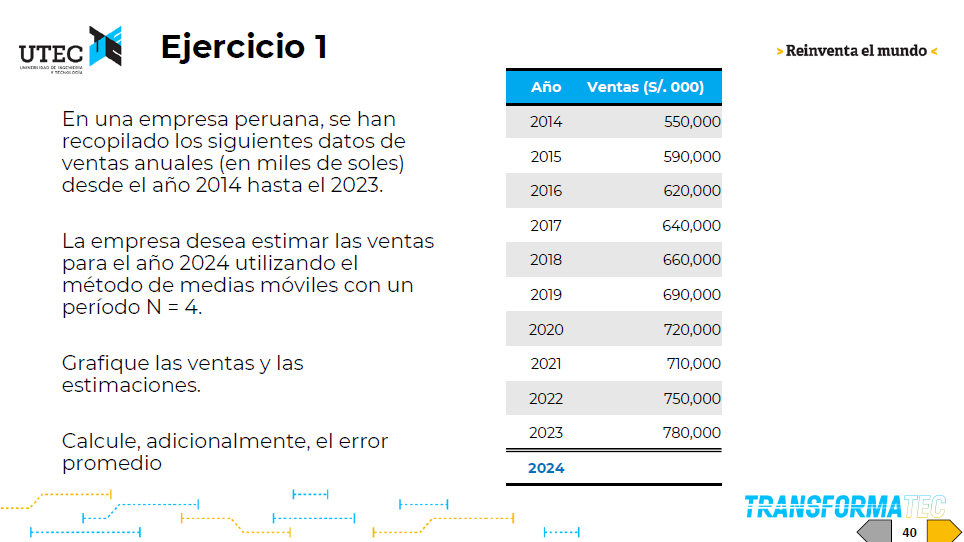 UTEC
UNIVERSIDAD DE INGENIERÍA
Y TECNOLOGÍA
Ejercicio 1
> Reinventa el mundo <
En una empresa peruana, se han
recopilado los siguientes datos de
ventas anuales (en miles de soles)
desde el año 2014 hasta el 2023.
La empresa desea estimar las ventas
para el año 2024 utilizando el
método de medias móviles con un
período N = 4.
Grafique las ventas y las
estimaciones.
Calcule, adicionalmente, el error
promedio
Año Ventas (S/. 000)
2014 550,000
2015 590,000
2016 620,000
2017 640,000
2018 660,000
2019 690,000
2020 720,000
2021 710,000
2022 750,000
2023 780,000
2024
TRANSFORMATEC
40